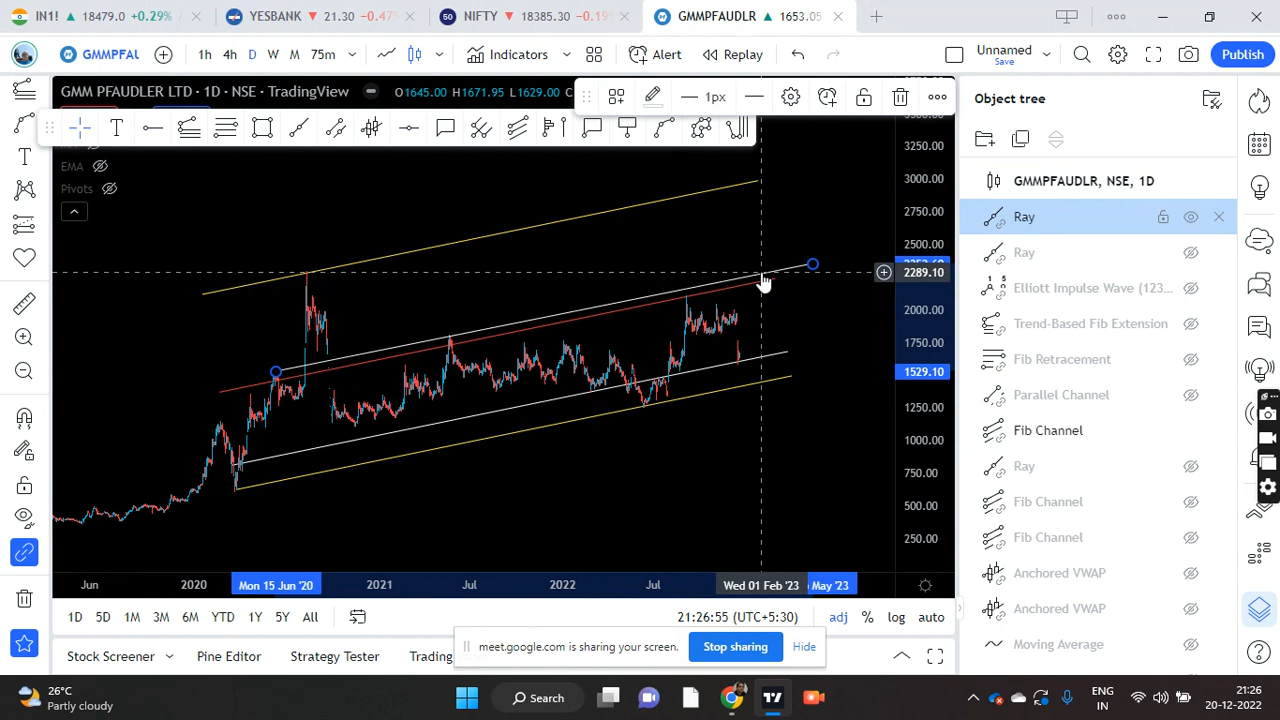 IN1! 18479.0 +0.29% YESBANK 21.30 -0.47% 50 NIFTY 18385.30 -0.19% GMMPFAUDLR 1653.05
GMMPFAU 1h 4h D W M 75m Indicators Alert Replay Unnamed Save Publish
GMM PFAUDLER LTD · 1D · NSE · TradingView O1645.00 H1671.95 L1629.00 C 1px
Object tree
EMA
Pivots
GMMPFAUDLR, NSE, 1D
Ray
Ray
Elliott Impulse Wave (123...
Trend-Based Fib Extension
Fib Retracement
Parallel Channel
Fib Channel
Ray
Fib Channel
Fib Channel
Anchored VWAP
Anchored VWAP
Moving Average
3250.00
3000.00
2750.00
2500.00
2289.10
2000.00
1750.00
1529.10
1250.00
1000.00
750.00
500.00
250.00
Jun 2020 Mon 15 Jun '20 2021 Jul 2022 Jul Wed 01 Feb '23 May '23
1D 5D 1M 3M 6M YTD 1Y 5Y All 21:26:55 (UTC+5:30) adj % log auto
meet.google.com is sharing your screen. Stop sharing Hide
Stock Screener Pine Editor Strategy Tester Trading
26°C
Partly cloudy
Search
ENG
IN
21:26
20-12-2022